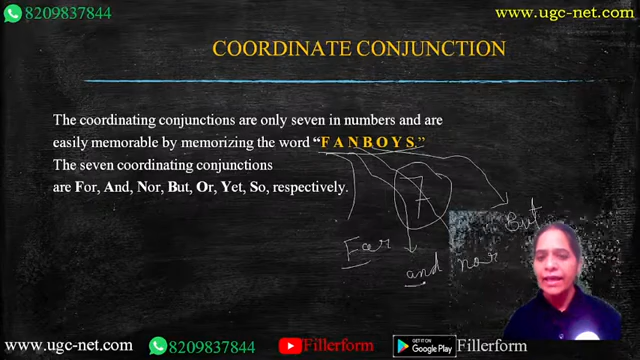 8209837844
www.ugc-net.com
COORDINATE CONJUNCTION
The coordinating conjunctions are only seven in numbers and are
easily memorable by memorizing the word “F A N B O Y S.”
The seven coordinating conjunctions
are For, And, Nor, But, Or, Yet, So, respectively.
7
But
For
and nor
www.ugc-net.com
8209837844
Fillerform
GET IT ON
Google Play
Fillerform